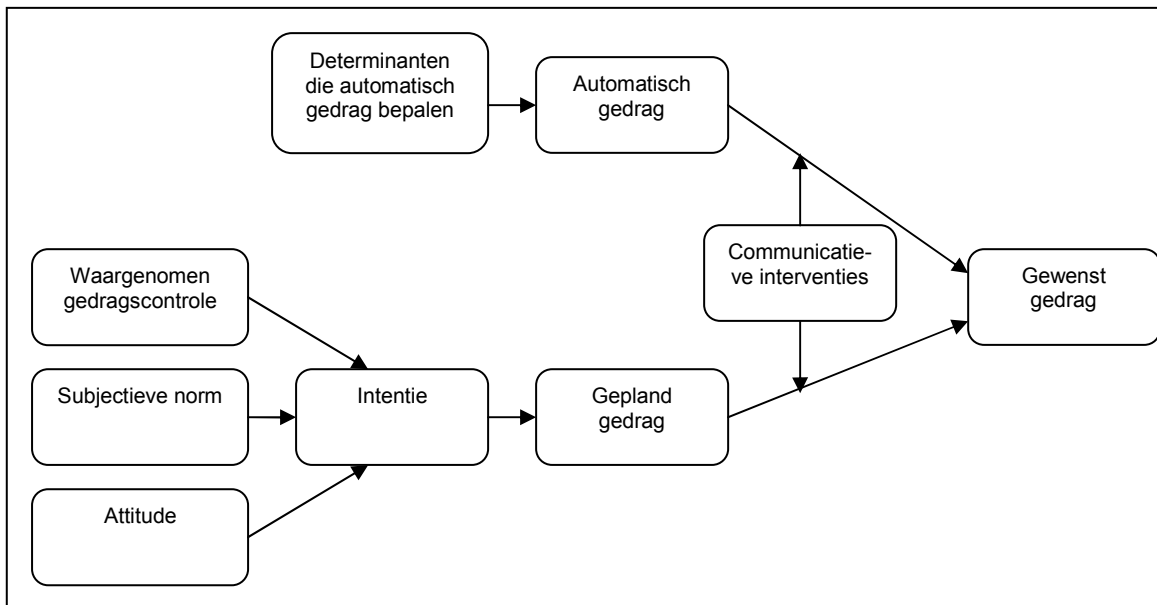 Determinanten
die automatisch
gedrag bepalen
Automatisch
gedrag
Communicatie-
ve interventies
Waargenomen
gedragscontrole
Gewenst
gedrag
Subjectieve norm
Intentie
Gepland
gedrag
Attitude